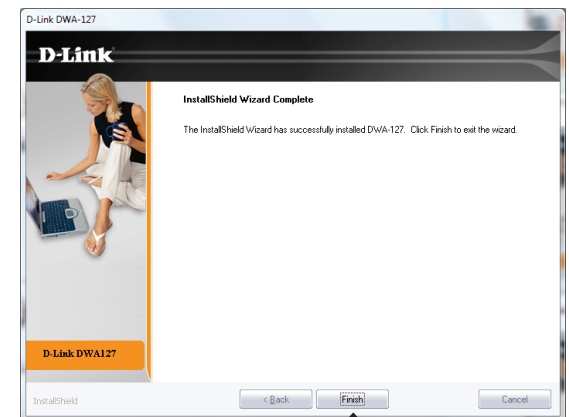 D-Link DWA-127
D-Link
InstallShield Wizard Complete
The InstallShield Wizard has successfully installed DWA-127. Click Finish to exit the wizard.
D-Link DWA127
InstallShield
< Back
Finish
Cancel